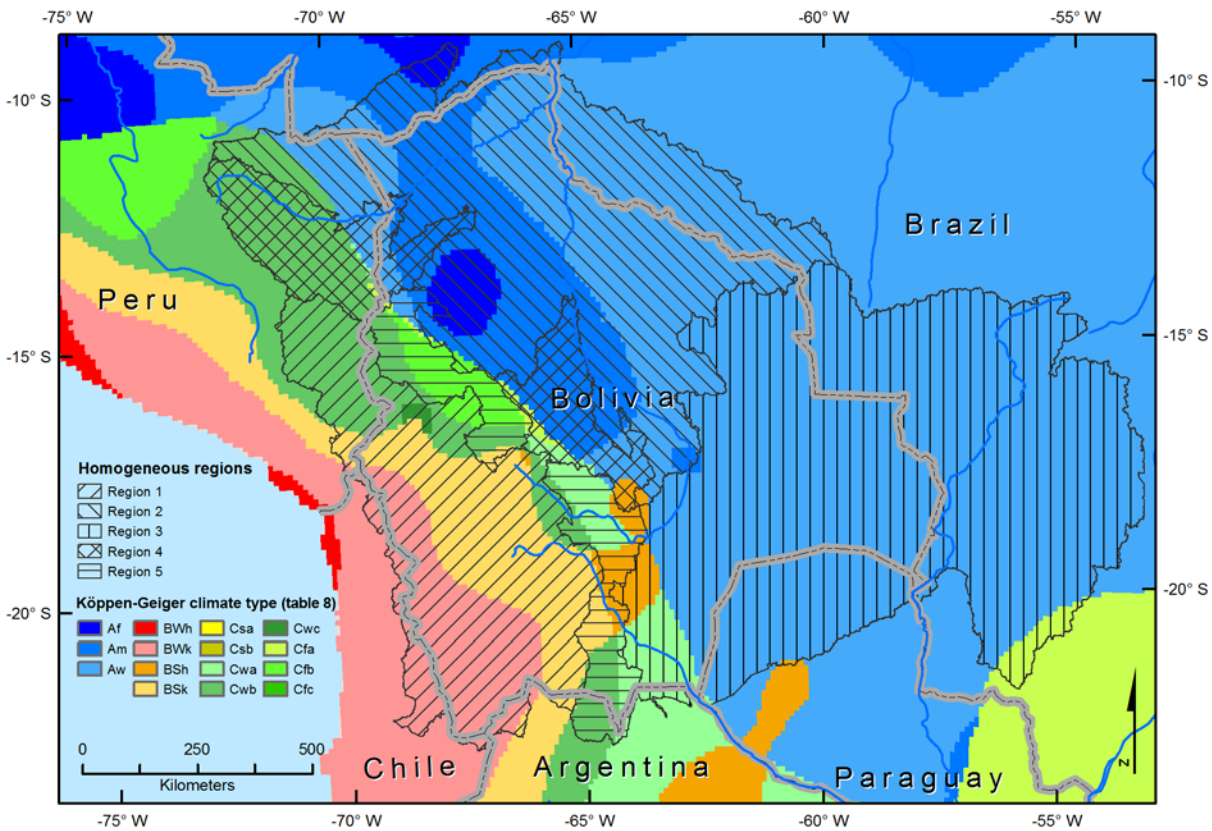 -75° W -70° W -65° W -60° W -55° W
-10° S -10° S
Brazil
Peru
-15° S -15° S
Bolivia
Homogeneous regions
Region 1
Region 2
Region 3
Region 4
Region 5
-20° S -20° S
Köppen-Geiger climate type (table 8)
Af BWh Csa Cwc
Am BWk Csb Cfa
Aw BSh Cwa Cfb
BSk Cwb Cfc
0 250 500
Kilometers
N
Chile Argentina Paraguay
-75° W -70° W -65° W -60° W -55° W